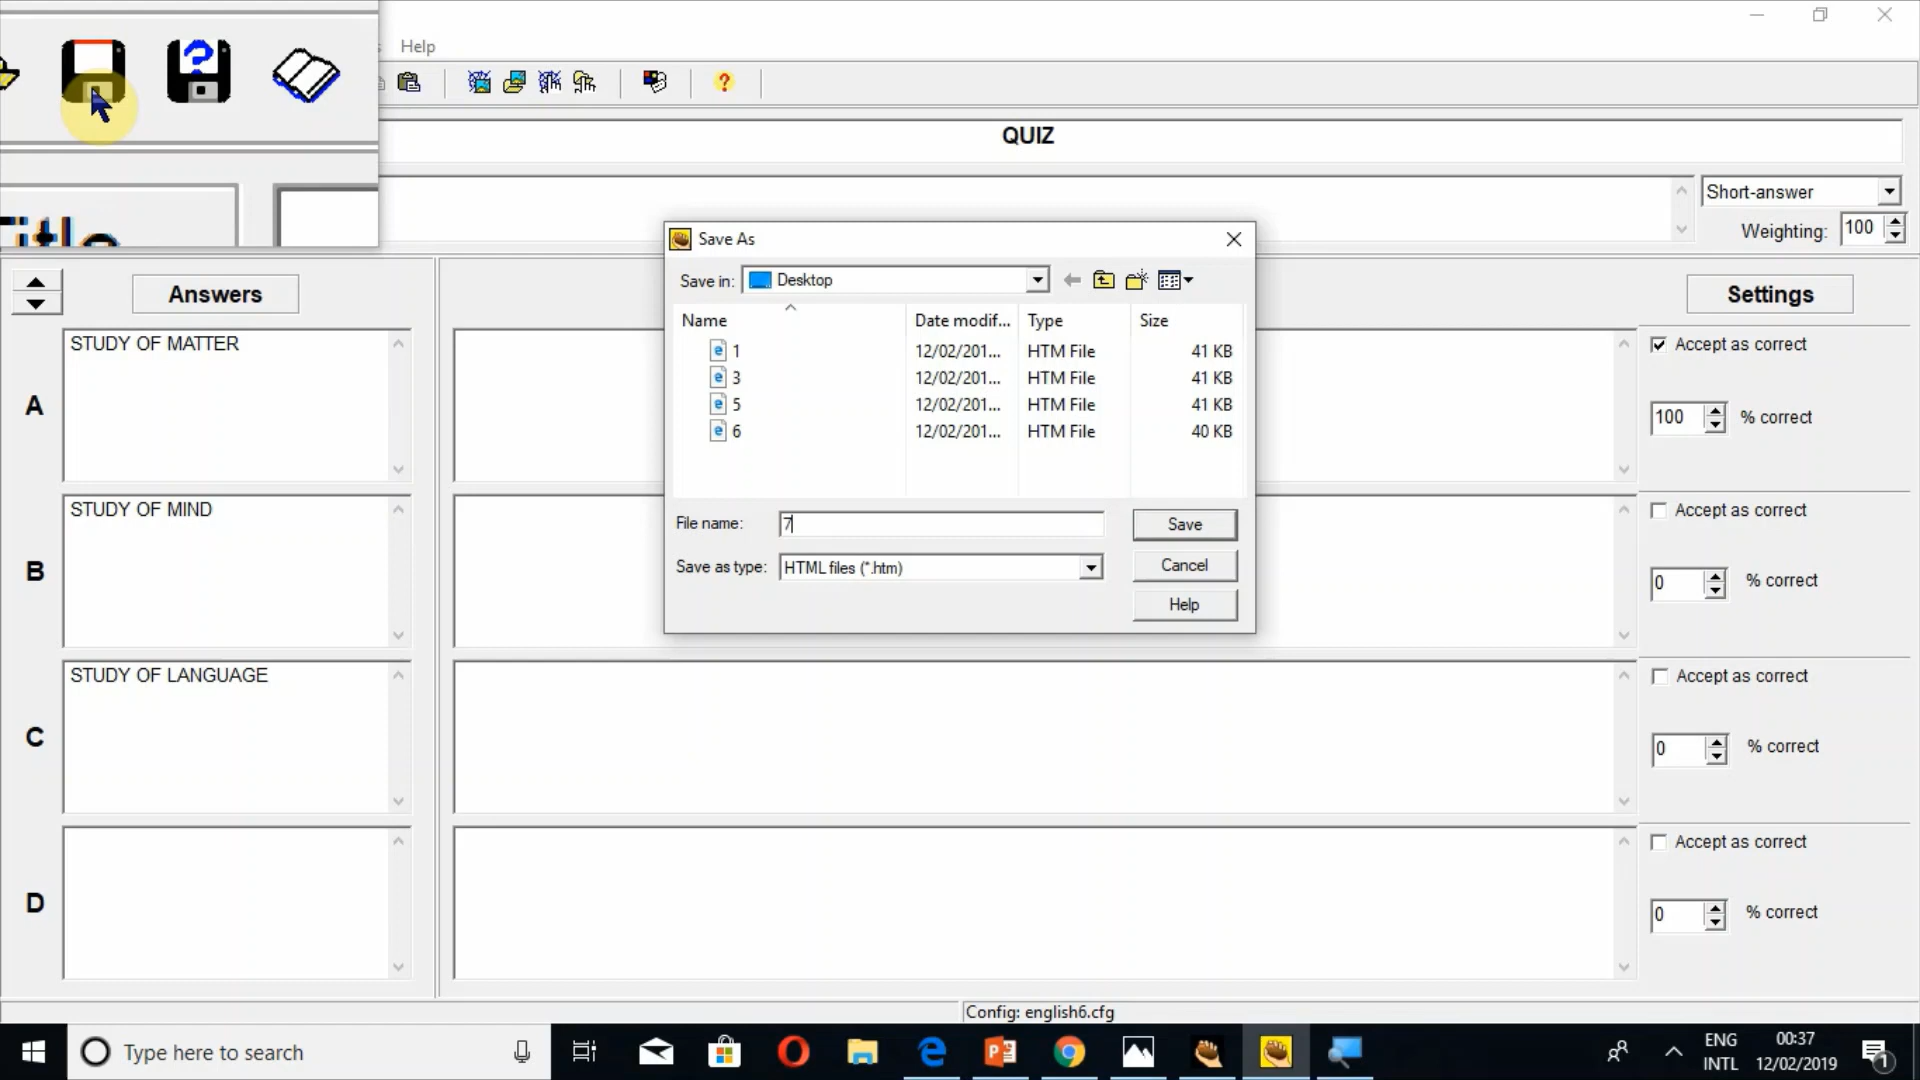 Help
?
QUIZ
Title
Short-answer
Weighting: 100
Save As
Save in: Desktop
Name Date modif... Type Size
1 12/02/201... HTM File 41 KB
3 12/02/201... HTM File 41 KB
5 12/02/201... HTM File 41 KB
6 12/02/201... HTM File 40 KB
File name: 7 Save
Save as type: HTML files (*.htm) Cancel
Help
Answers Settings
A STUDY OF MATTER Accept as correct
100 % correct
B STUDY OF MIND Accept as correct
0 % correct
C STUDY OF LANGUAGE Accept as correct
0 % correct
D Accept as correct
0 % correct
Config: english6.cfg
Type here to search
ENG
INTL
00:37
12/02/2019
1